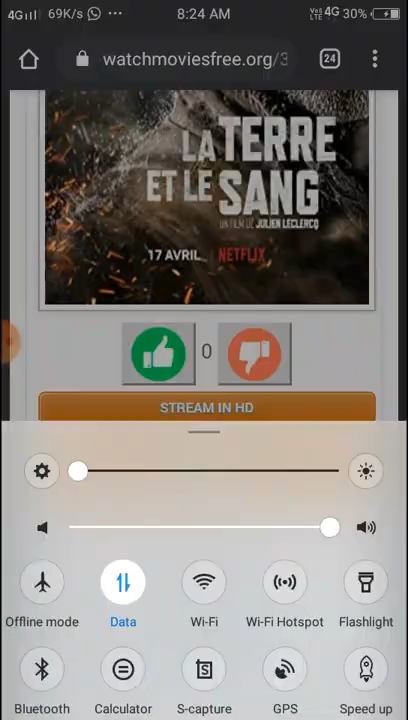 4G 69K/s ... 8:24 AM VoD LTE 4G 30%
watchmoviesfree.org/3 24
LA TERRE
ET LE SANG
UN FILM DE JULIEN LECLERCQ
17 AVRIL NETFLIX
0
STREAM IN HD
Offline mode Data Wi-Fi Wi-Fi Hotspot Flashlight
Bluetooth Calculator S-capture GPS Speed up